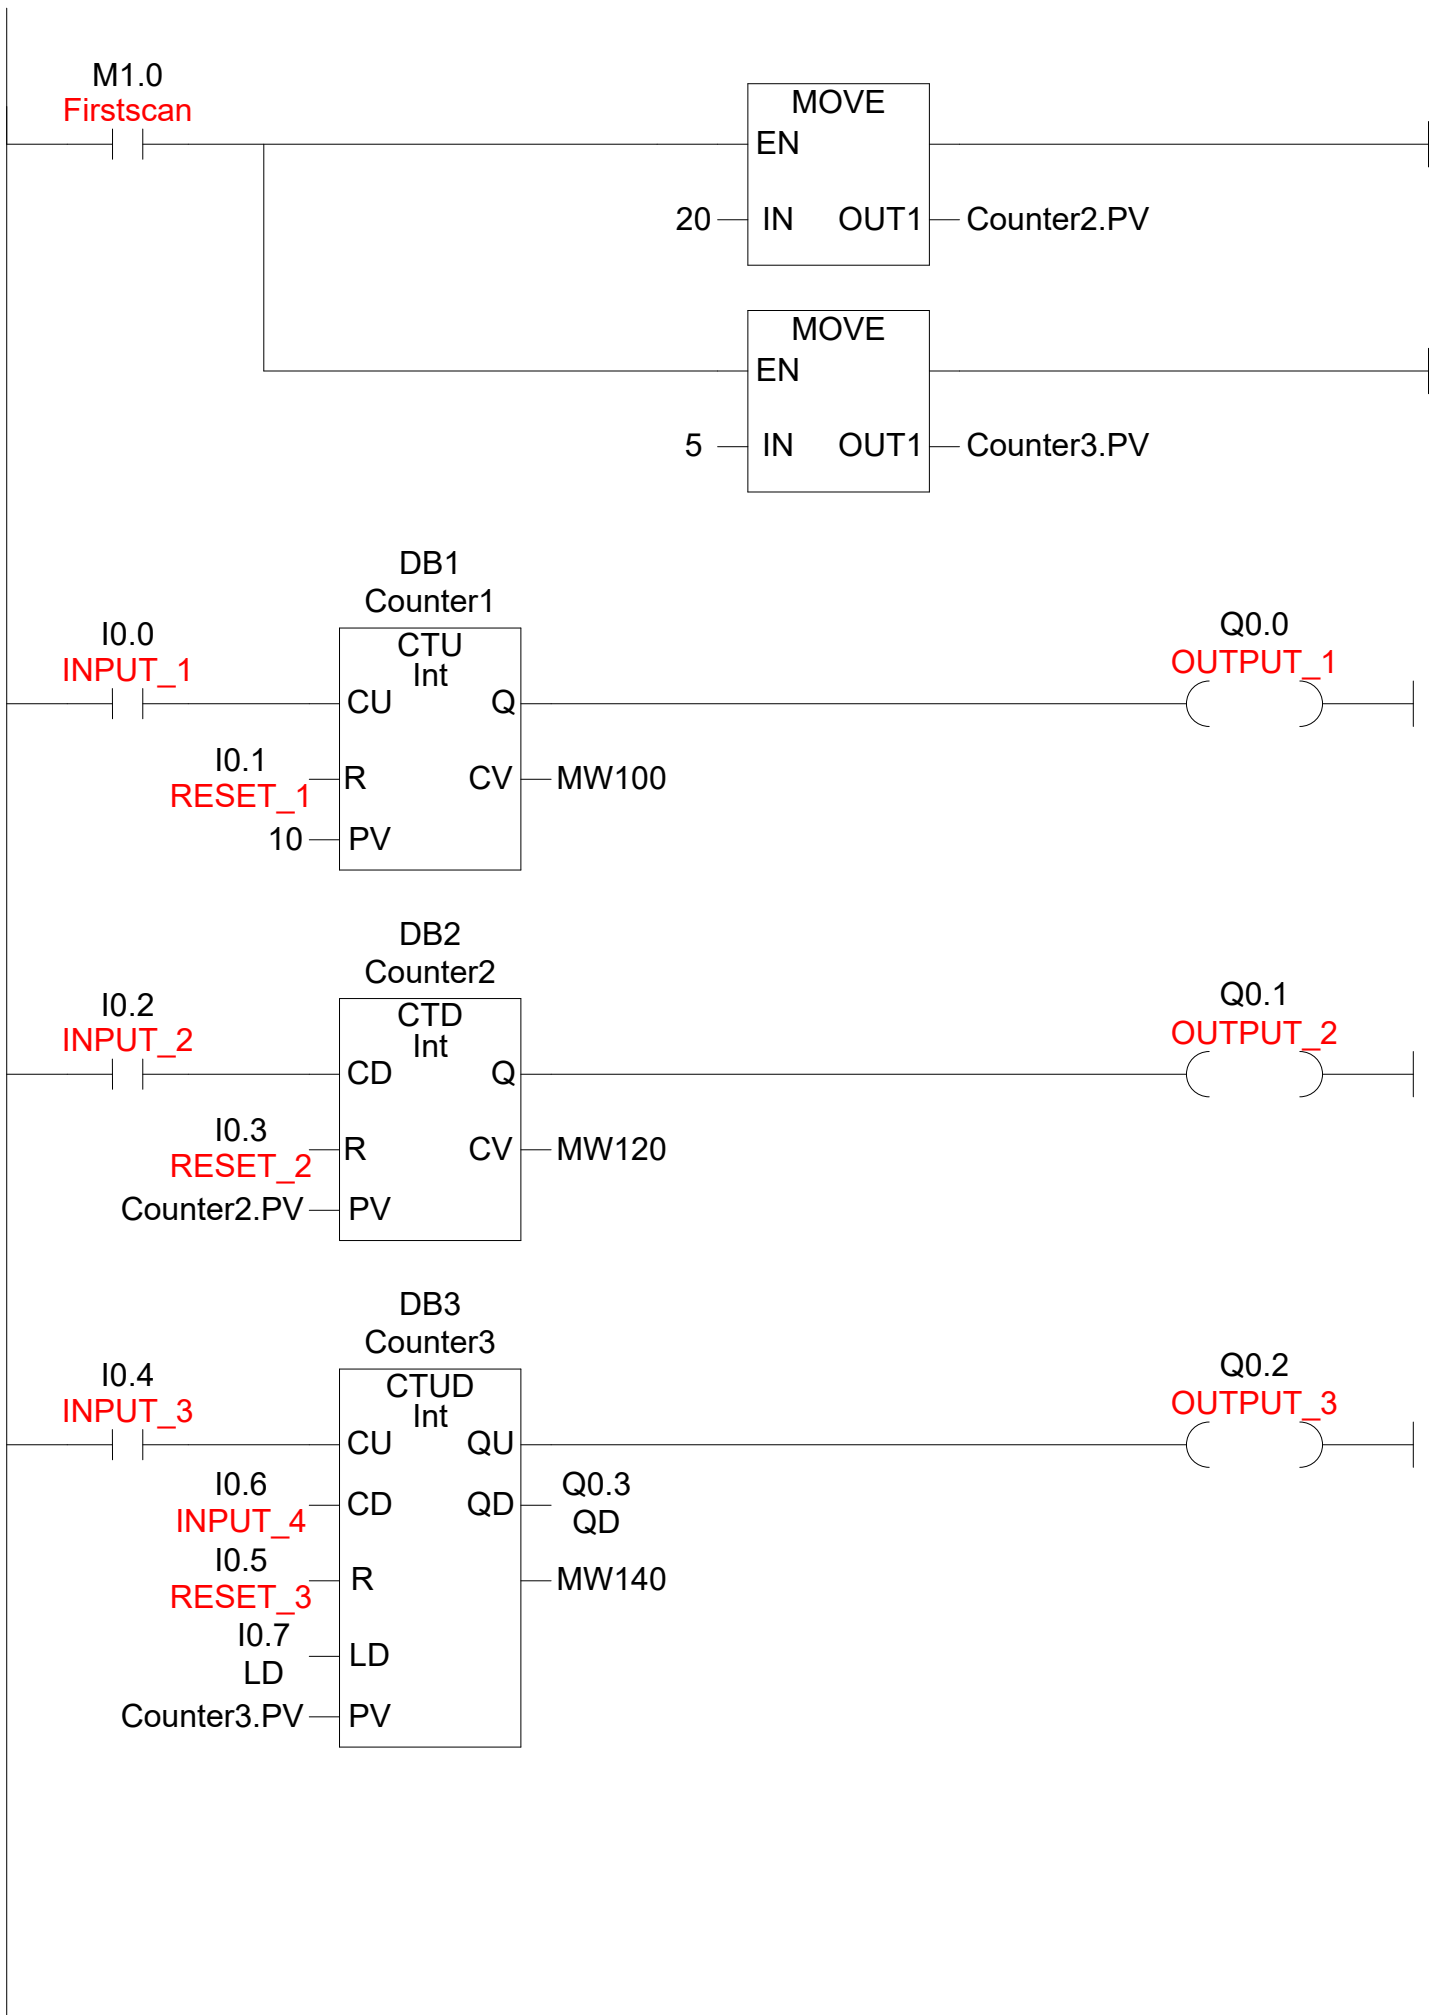 M1.0
Firstscan
MOVE
EN
20 IN OUT1 Counter2.PV
MOVE
EN
5 IN OUT1 Counter3.PV
DB1
Counter1
I0.0
INPUT_1
CTU
Int
CU Q
Q0.0
OUTPUT_1
I0.1
RESET_1
R CV MW100
10 PV
DB2
Counter2
I0.2
INPUT_2
CTD
Int
CD Q
Q0.1
OUTPUT_2
I0.3
RESET_2
R CV MW120
Counter2.PV PV
DB3
Counter3
I0.4
INPUT_3
CTUD
Int
CU QU
Q0.2
OUTPUT_3
I0.6
INPUT_4
CD QD
Q0.3
QD
I0.5
RESET_3
R MW140
I0.7
LD
LD
Counter3.PV PV